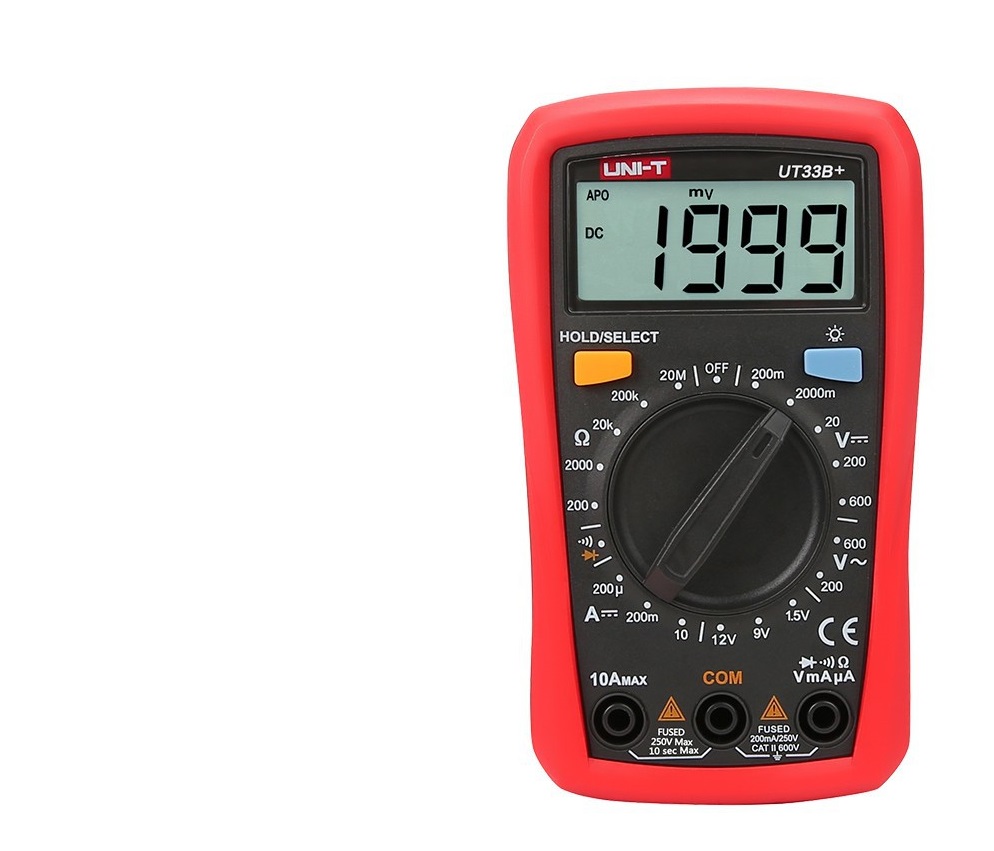 UNI-T UT33B+
APO mV
DC 1999
HOLD/SELECT
20M OFF 200m
200k 2000m
20k 20
Ω V⎓
2000 200
200 600
600
V~
200µ 200
A⎓ 200m 1.5V
10 12V 9V CE
Ω
10AMAX COM VmAµA
FUSED
250V Max
10 sec Max
FUSED
200mA/250V
CAT II 600V